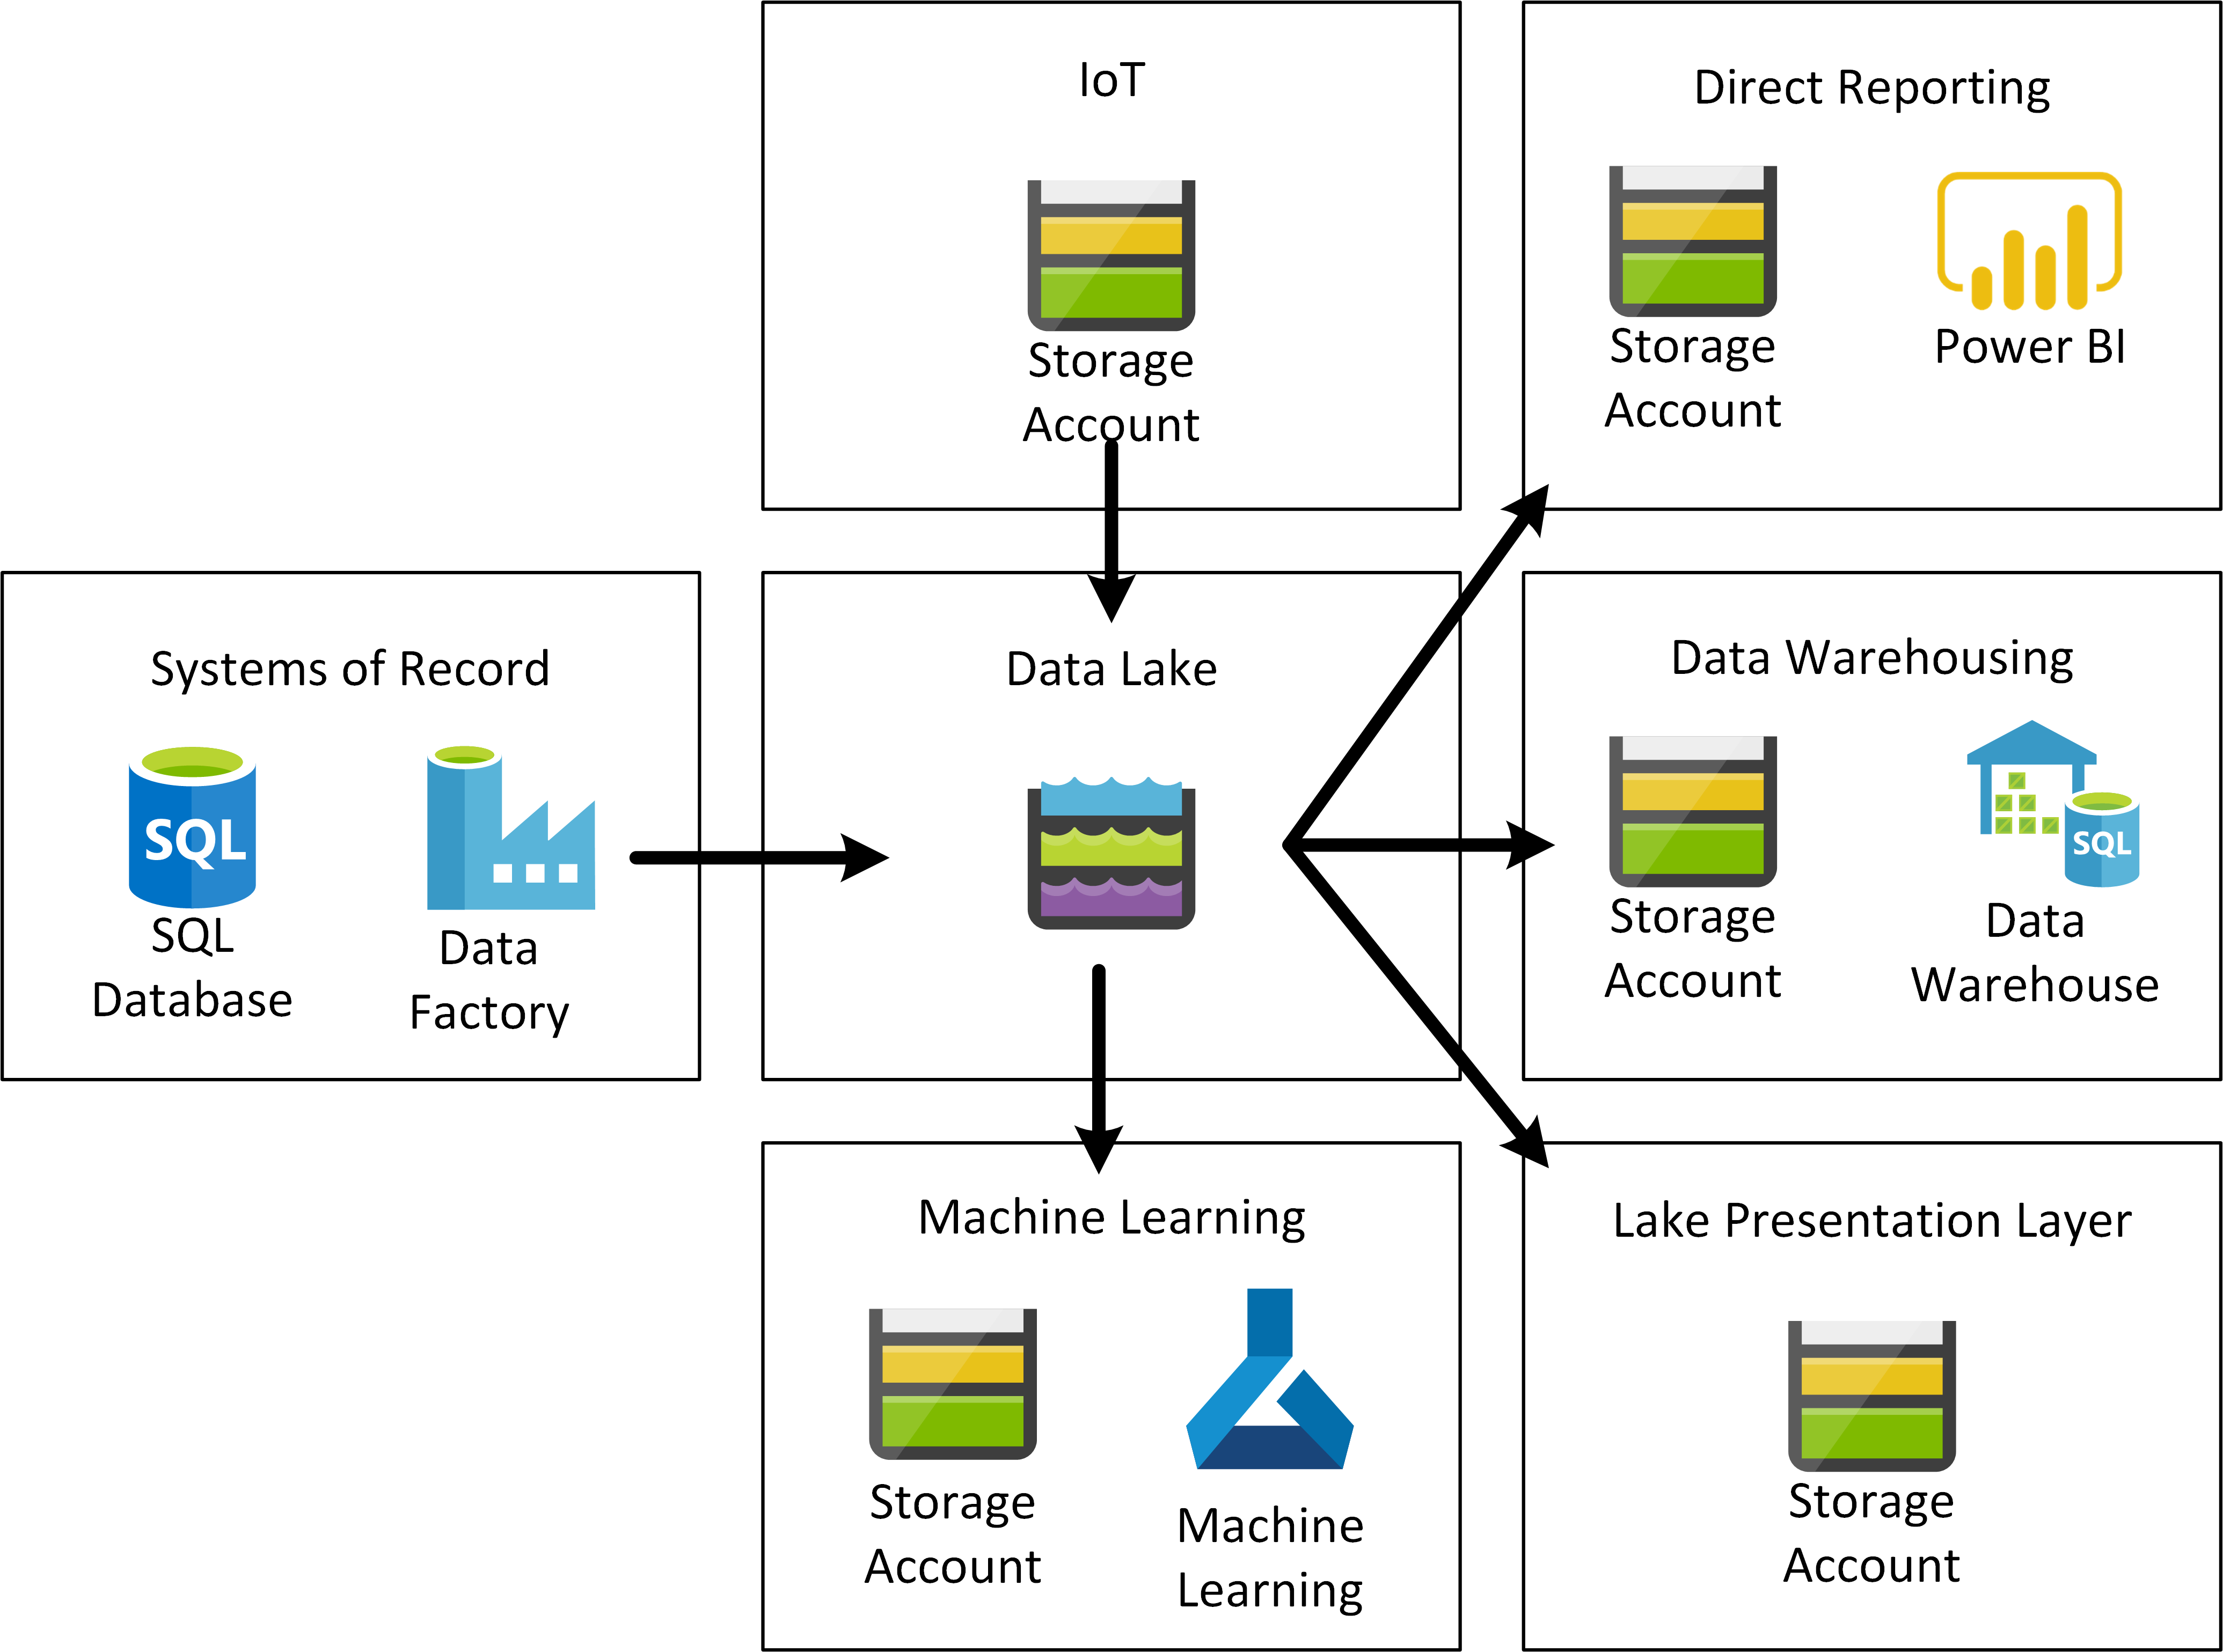 IoT
Storage
Account
Direct Reporting
Storage
Account
Power BI
Systems of Record
SQL
SQL
Database
Data
Factory
Data Lake
Data Warehousing
Storage
Account
SQL
Data
Warehouse
Machine Learning
Storage
Account
Machine
Learning
Lake Presentation Layer
Storage
Account